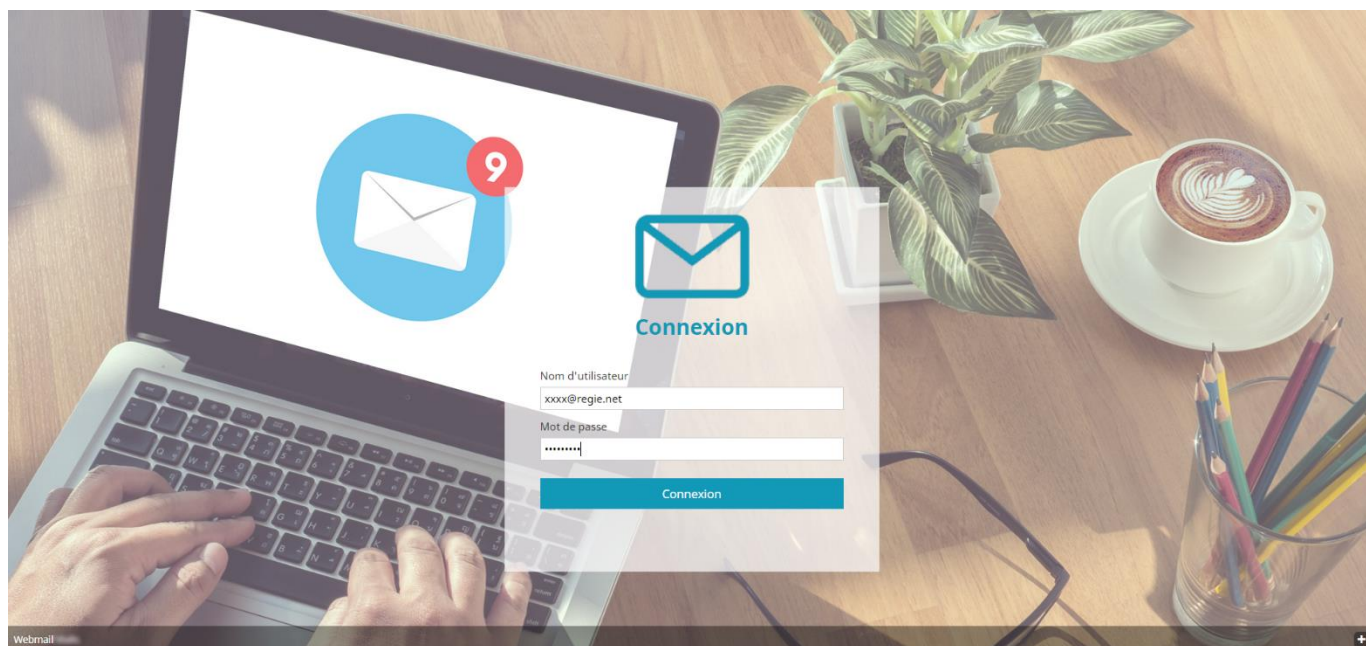 9
Connexion
Nom d'utilisateur
xxxx@regie.net
Mot de passe
•••••••••
Connexion
Webmail